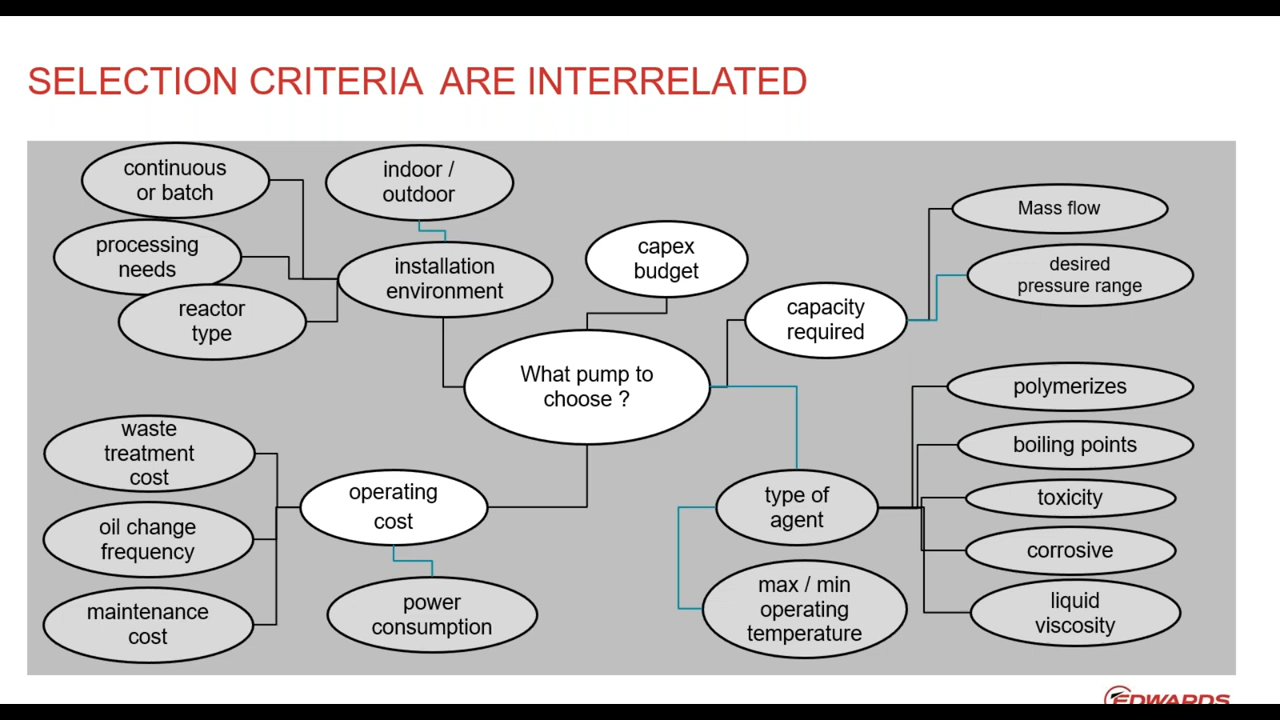 SELECTION CRITERIA ARE INTERRELATED
continuous
or batch
indoor /
outdoor
processing
needs
installation
environment
reactor
type
capex
budget
capacity
required
Mass flow
desired
pressure range
What pump to
choose ?
waste
treatment
cost
operating
cost
oil change
frequency
maintenance
cost
power
consumption
type of
agent
max / min
operating
temperature
polymerizes
boiling points
toxicity
corrosive
liquid
viscosity
EDWARDS